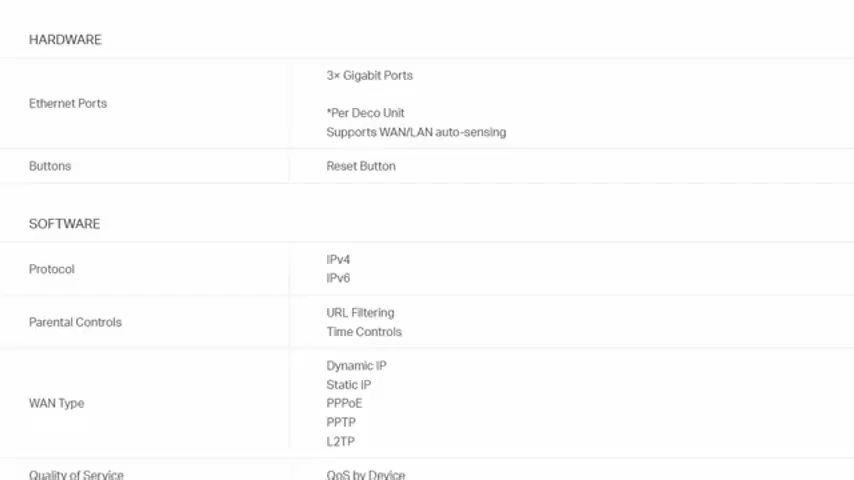 HARDWARE
Ethernet Ports
3× Gigabit Ports
*Per Deco Unit
Supports WAN/LAN auto-sensing
Buttons
Reset Button
SOFTWARE
Protocol
IPv4
IPv6
Parental Controls
URL Filtering
Time Controls
WAN Type
Dynamic IP
Static IP
PPPoE
PPTP
L2TP
Quality of Service
QoS by Device